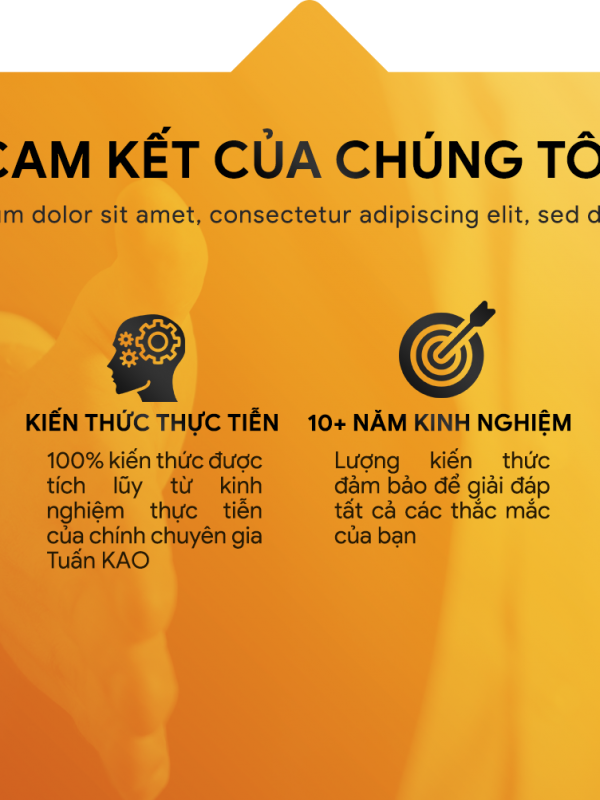 CAM KẾT CỦA CHÚNG TÔ
um dolor sit amet, consectetur adipiscing elit, sed d
KIẾN THỨC THỰC TIỄN
100% kiến thức được
tích lũy từ kinh
nghiệm thực tiễn
của chính chuyên gia
Tuấn KAO
10+ NĂM KINH NGHIỆM
Lượng kiến thức
đảm bảo để giải đáp
tất cả các thắc mắc
của bạn